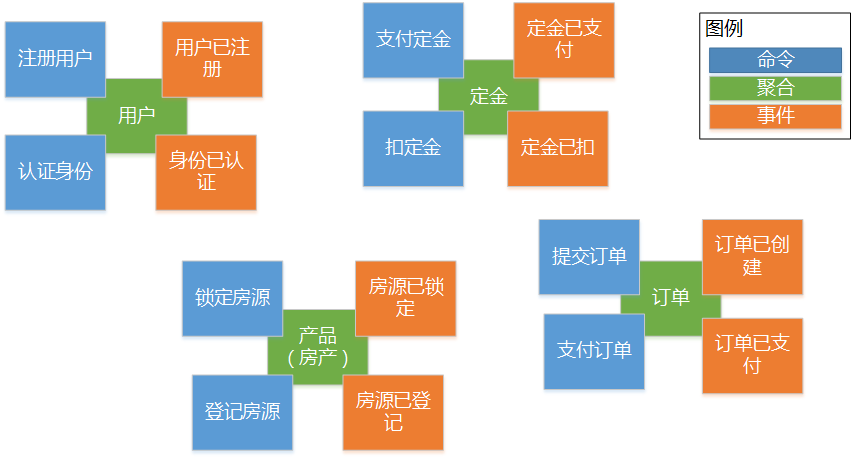 注册用户
用户已注
册
用户
认证身份
身份已认
证
支付定金
定金已支
付
定金
扣定金
定金已扣
图例
命令
聚合
事件
锁定房源
房源已锁
定
产品
（房产）
登记房源
房源已登
记
提交订单
订单已创
建
订单
支付订单
订单已支
付